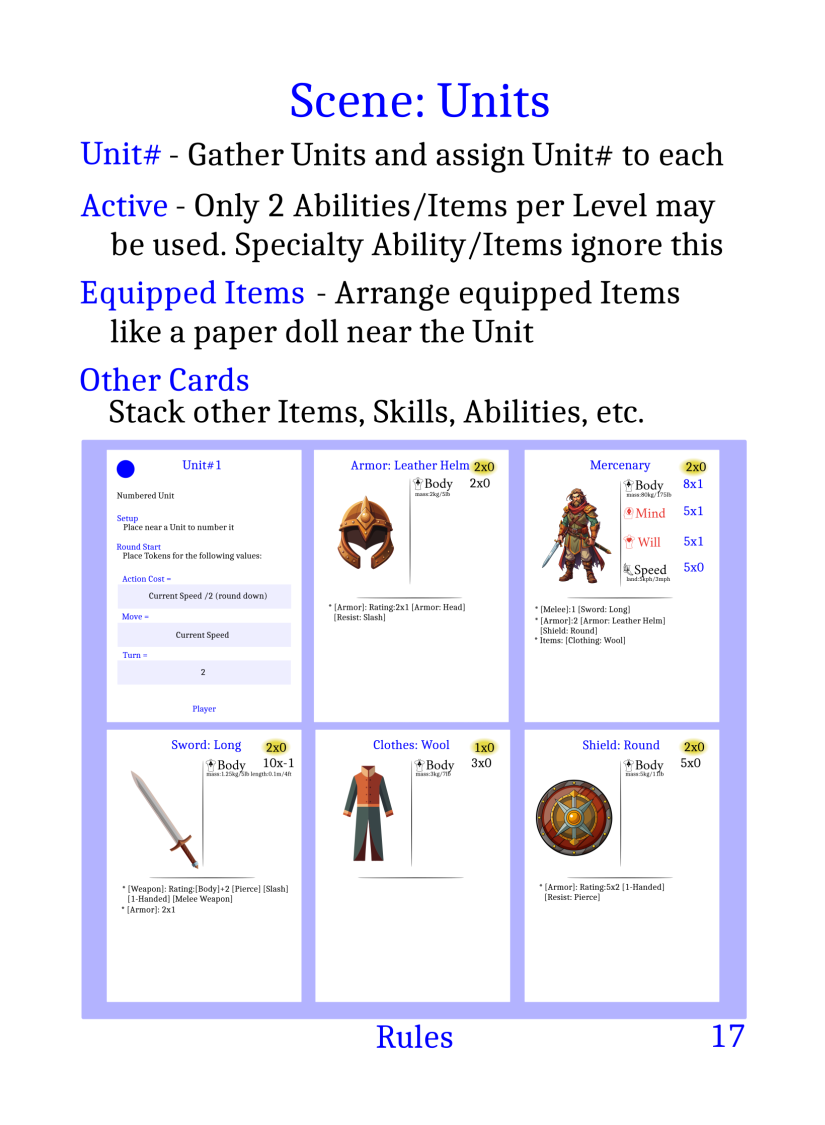 Scene: Units
Unit# - Gather Units and assign Unit# to each
Active - Only 2 Abilities/Items per Level may
be used. Specialty Ability/Items ignore this
Equipped Items - Arrange equipped Items
like a paper doll near the Unit
Other Cards
Stack other Items, Skills, Abilities, etc.
Unit#1
Numbered Unit
Setup
Place near a Unit to number it
Round Start
Place Tokens for the following values:
Action Cost =
Current Speed /2 (round down)
Move =
Current Speed
Turn =
2
Player
Armor: Leather Helm 2x0
Body 2x0
mass:2kg/5lb
* [Armor]: Rating:2x1 [Armor: Head]
[Resist: Slash]
Mercenary 2x0
Body 8x1
mass:80kg/175lb
Mind 5x1
Will 5x1
Speed 5x0
land:5kph/3mph
* [Melee]:1 [Sword: Long]
* [Armor]:2 [Armor: Leather Helm]
[Shield: Round]
* Items: [Clothing: Wool]
Sword: Long 2x0
Body 10x-1
mass:1.25kg/5lb length:0.1m/4ft
* [Weapon]: Rating:[Body]+2 [Pierce] [Slash]
[1-Handed] [Melee Weapon]
* [Armor]: 2x1
Clothes: Wool 1x0
Body 3x0
mass:3kg/7lb
Shield: Round 2x0
Body 5x0
mass:5kg/11lb
* [Armor]: Rating:5x2 [1-Handed]
[Resist: Pierce]
Rules 17